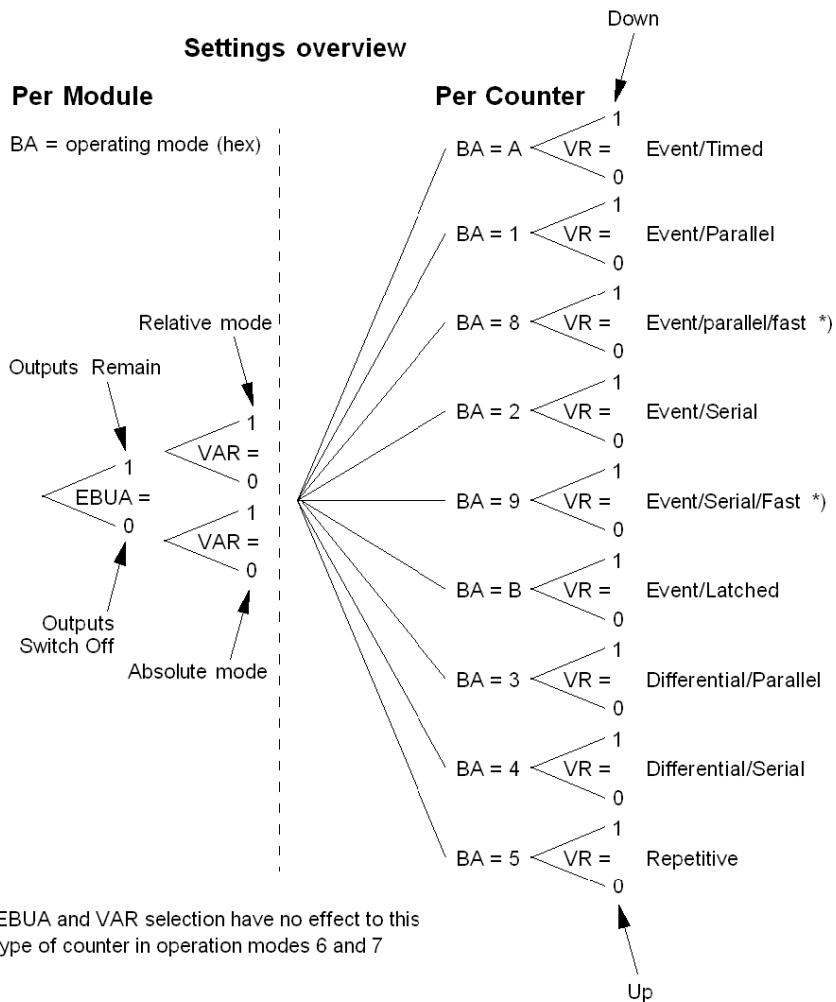 Down
Settings overview
Per Module
Per Counter
BA = operating mode (hex)
1
BA = A
VR =
Event/Timed
0
1
BA = 1
VR =
Event/Parallel
0
1
BA = 8
VR =
Event/parallel/fast *)
0
1
BA = 2
VR =
Event/Serial
0
1
BA = 9
VR =
Event/Serial/Fast *)
0
1
BA = B
VR =
Event/Latched
0
1
BA = 3
VR =
Differential/Parallel
0
1
BA = 4
VR =
Differential/Serial
0
1
BA = 5
VR =
Repetitive
0
Up
Relative mode
Outputs Remain
1
EBUA =
0
1
VAR =
0
1
VAR =
0
Outputs
Switch Off
Absolute mode
EBUA and VAR selection have no effect to this
ype of counter in operation modes 6 and 7